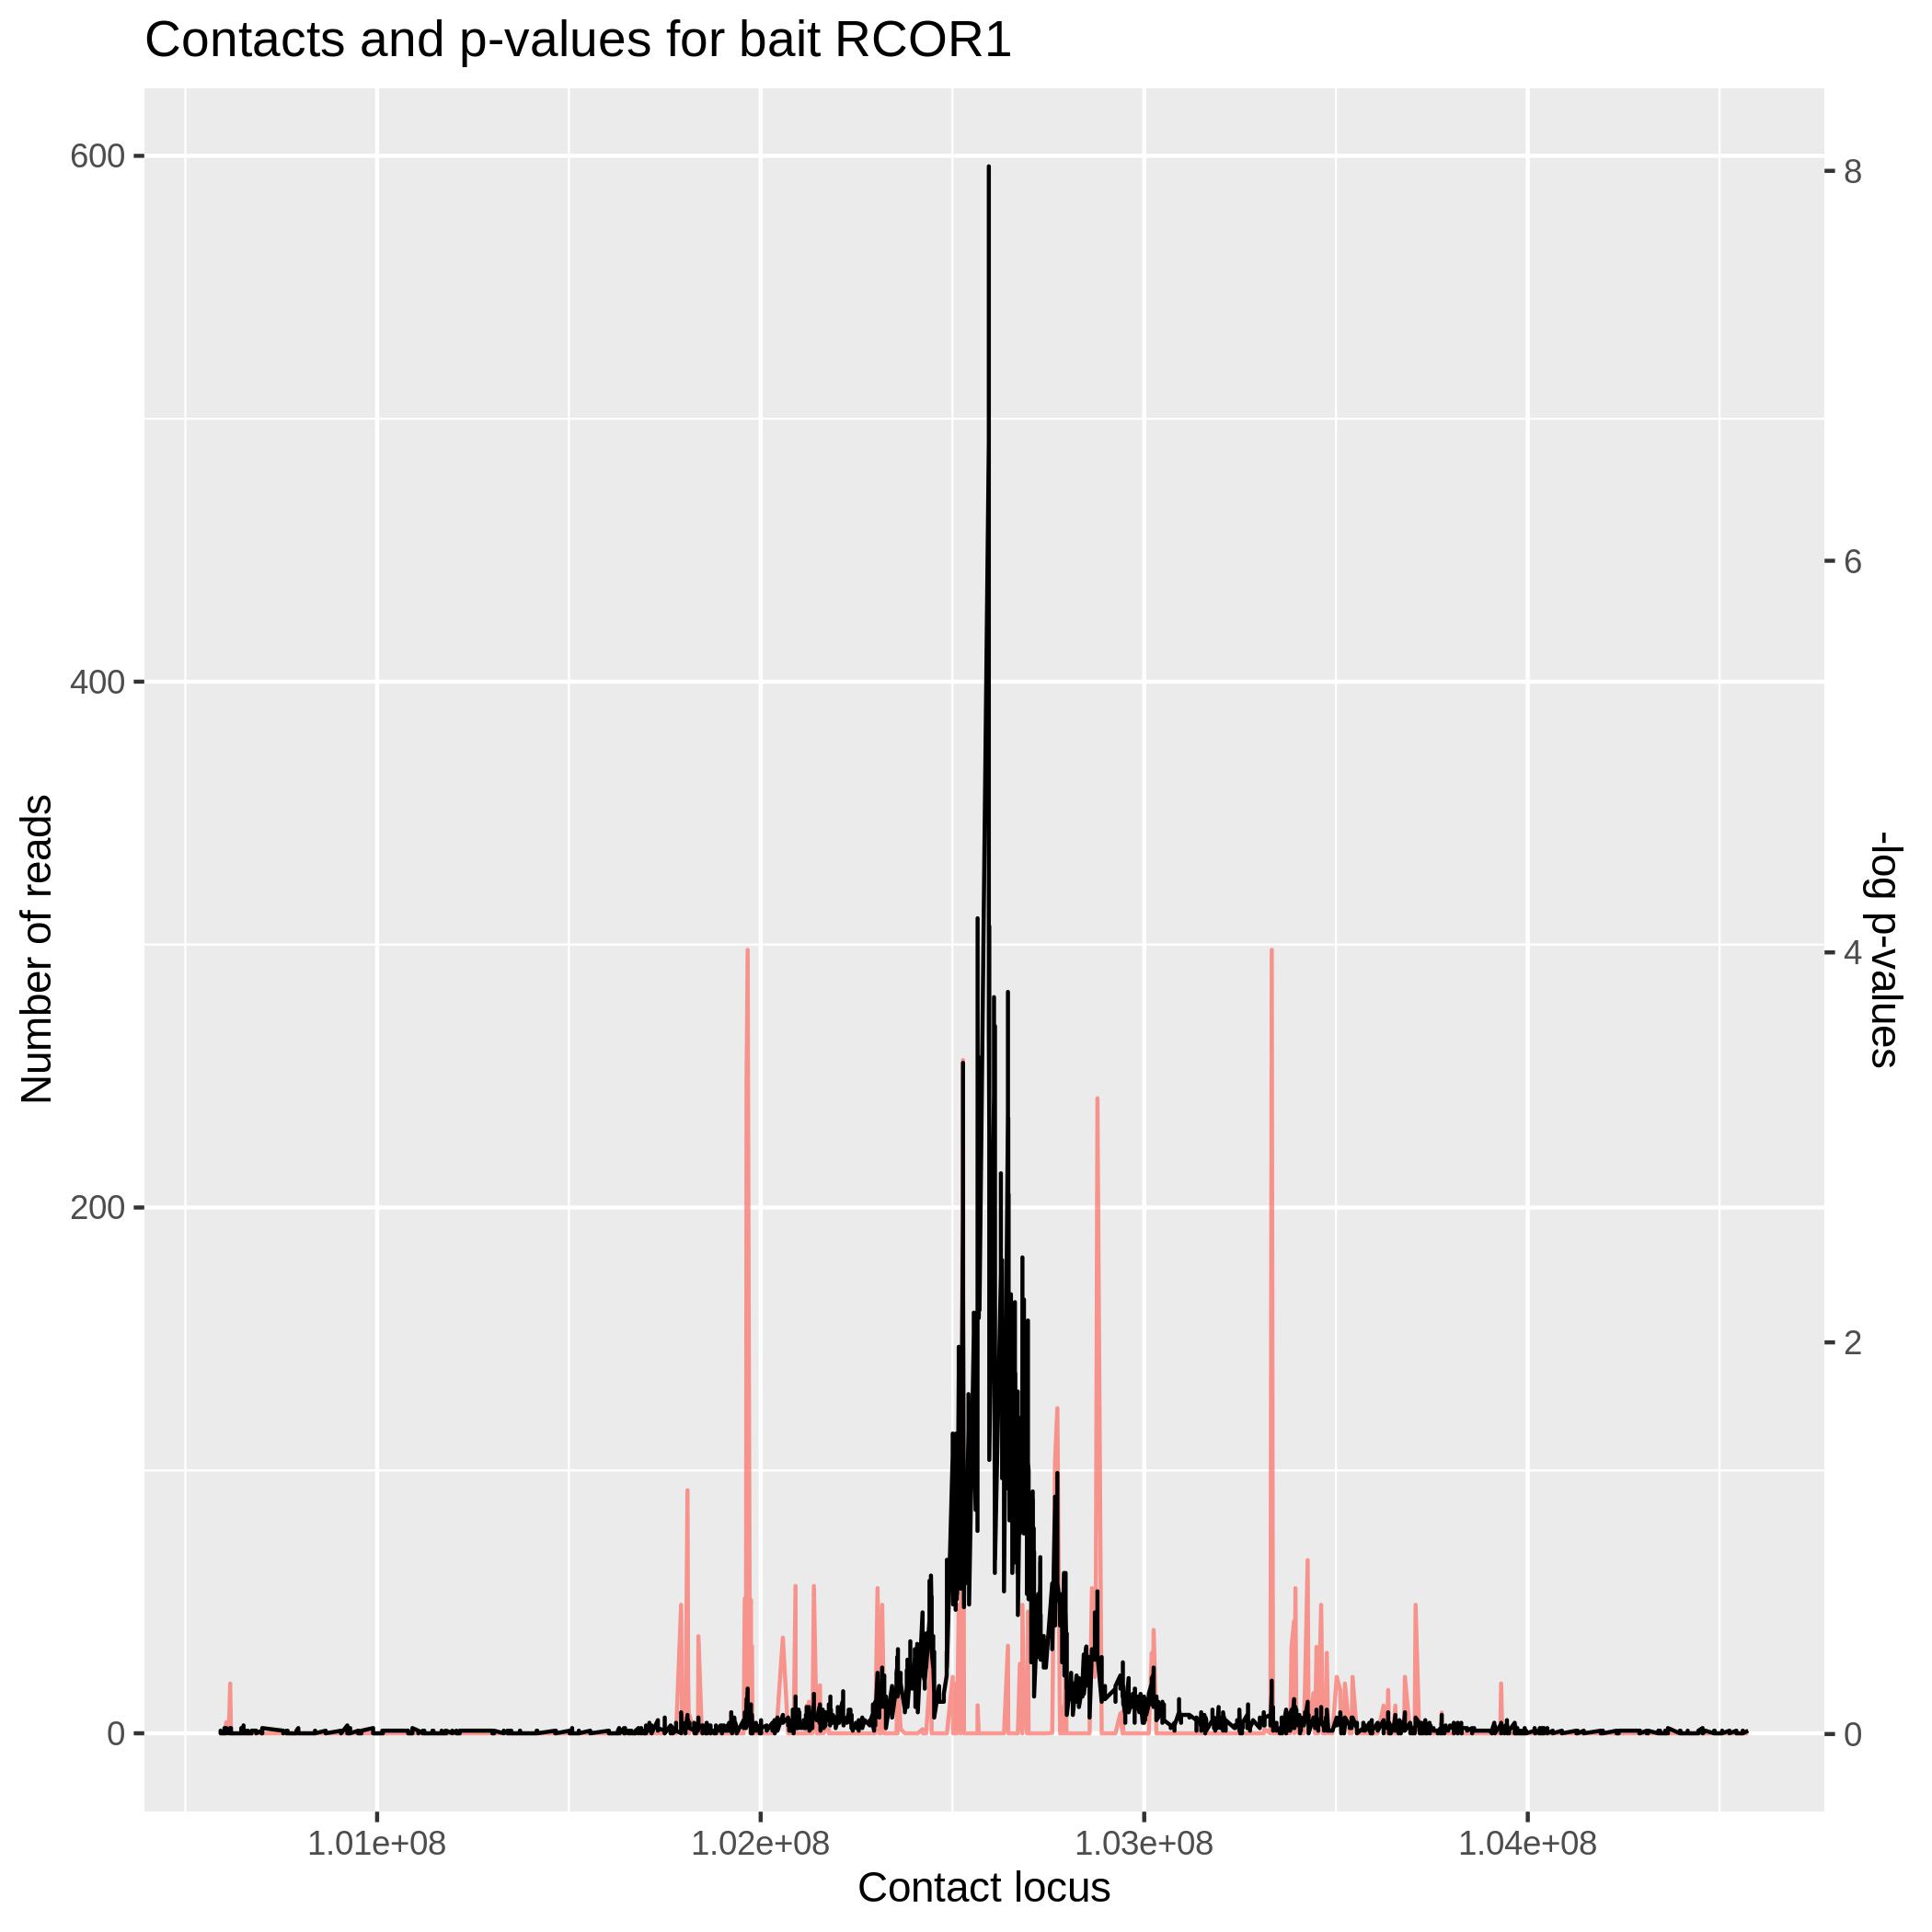 Contacts and p-values for bait RCOR1
600
400
200
0
8
6
4
2
0
Number of reads
-log p-values
1.01e+08 1.02e+08 1.03e+08 1.04e+08
Contact locus